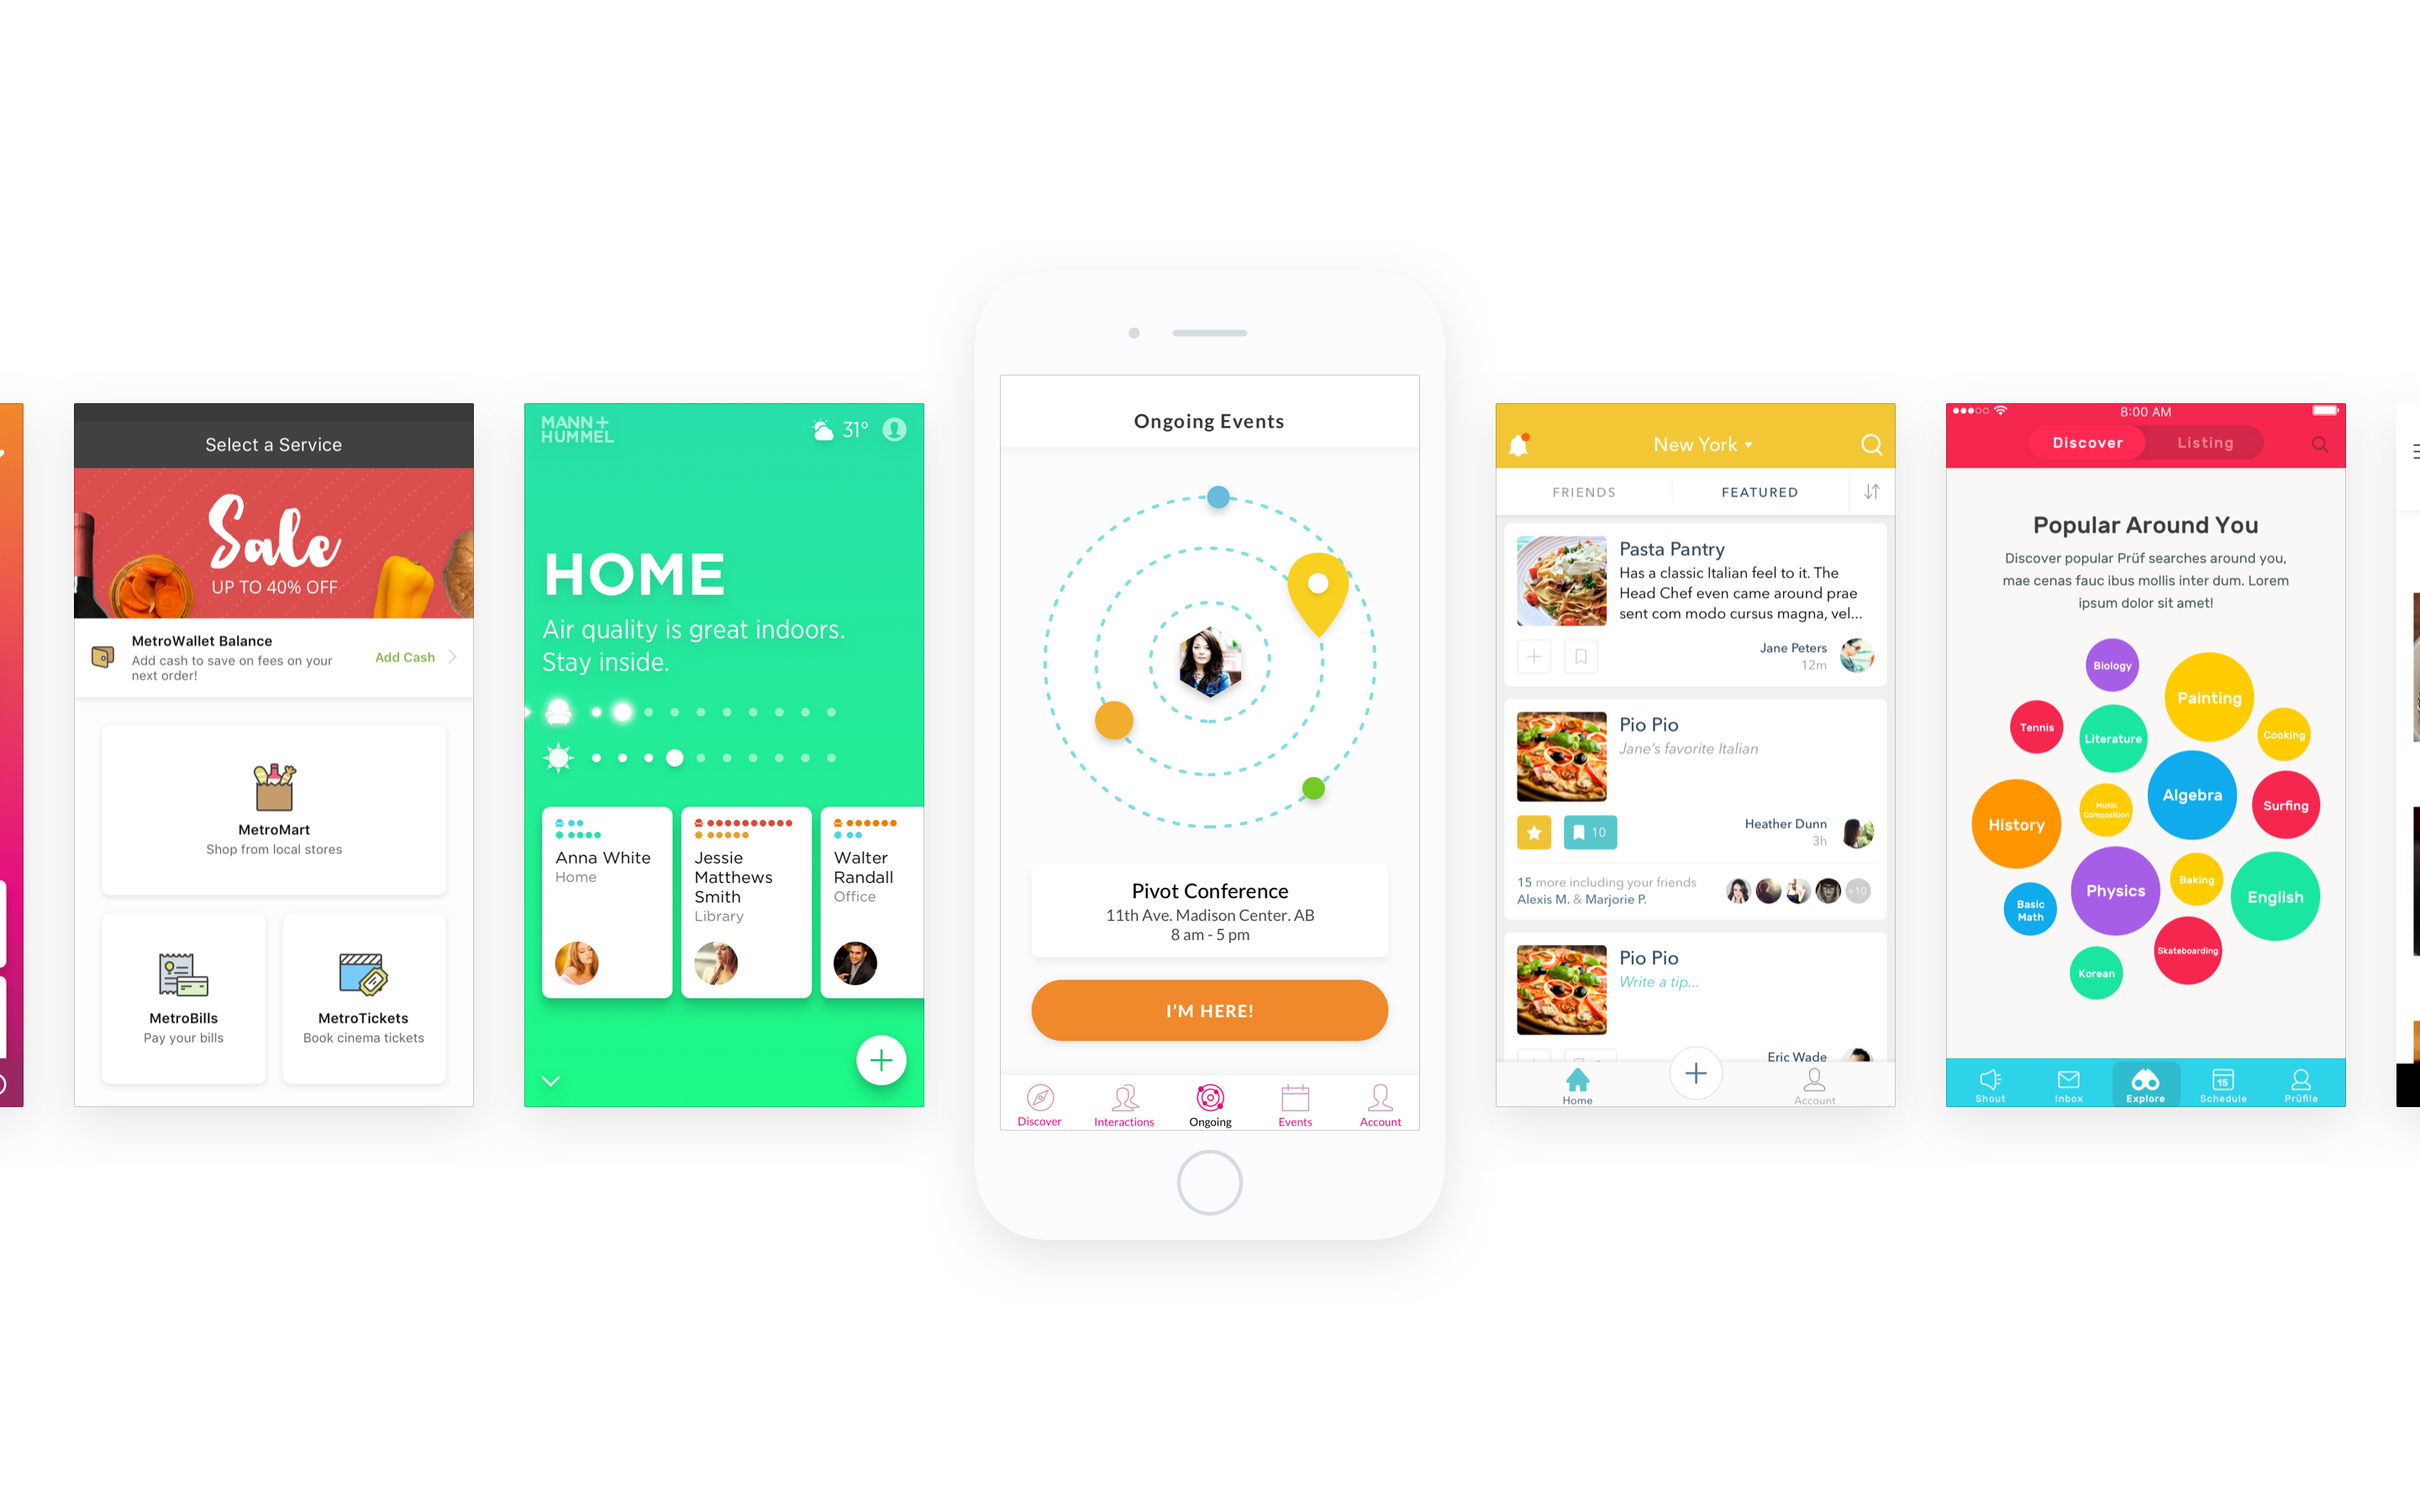 Select a Service
Sale
UP TO 40% OFF
MetroWallet Balance
Add cash to save on fees on your
next order!
Add Cash
MetroMart
Shop from local stores
MetroBills
Pay your bills
MetroTickets
Book cinema tickets
MANN+
HUMMEL
31°
HOME
Air quality is great indoors.
Stay inside.
Anna White
Home
Jessie
Matthews
Smith
Library
Walter
Randall
Office
Ongoing Events
Pivot Conference
11th Ave. Madison Center. AB
8 am - 5 pm
I'M HERE!
Discover
Interactions
Ongoing
Events
Account
New York
FRIENDS
FEATURED
Pasta Pantry
Has a classic Italian feel to it. The
Head Chef even came around prae
sent com modo cursus magna, vel...
Jane Peters
12m
Pio Pio
Jane's favorite Italian
10
Heather Dunn
3h
15 more including your friends
Alexis M. & Marjorie P.
+10
Pio Pio
Write a tip...
Eric Wade
Home
Account
8:00 AM
Discover
Listing
Popular Around You
Discover popular Prüf searches around you,
mae cenas fauc ibus mollis inter dum. Lorem
ipsum dolor sit amet!
Biology
Painting
Tennis
Literature
Cooking
Algebra
Surfing
History
Music
Composition
Physics
Baking
English
Basic
Math
Skateboarding
Korean
Shout
Inbox
Explore
15
Schedule
Prüfile